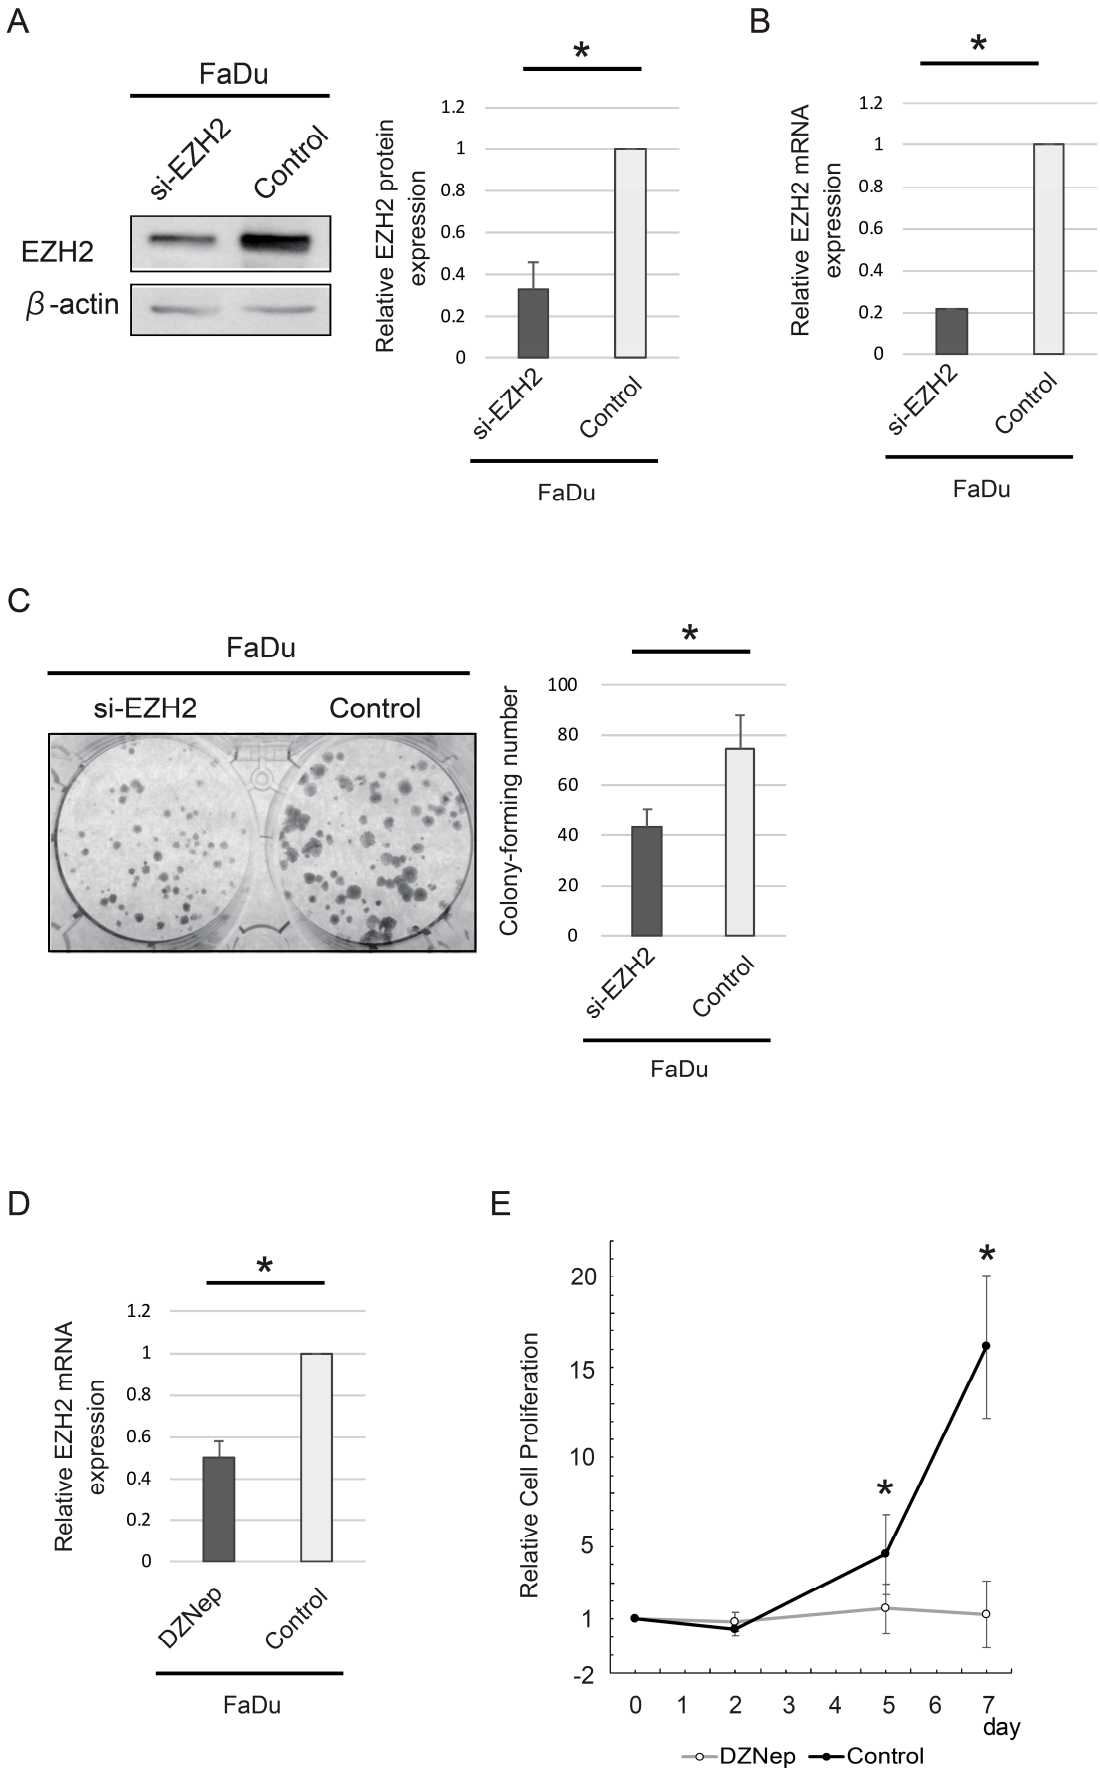 A
FaDu
si-EZH2
Control
EZH2
β-actin
*
Relative EZH2 protein
expression
1.2
1
0.8
0.6
0.4
0.2
0
si-EZH2
Control
FaDu
B
*
Relative EZH2 mRNA
expression
1.2
1
0.8
0.6
0.4
0.2
0
si-EZH2
Control
FaDu
C
FaDu
si-EZH2
Control
*
Colony-forming number
100
80
60
40
20
0
si-EZH2
Control
FaDu
D
*
Relative EZH2 mRNA
expression
1.2
1
0.8
0.6
0.4
0.2
0
DZNep
Control
FaDu
E
*
*
Relative Cell Proliferation
20
15
10
5
1
-2
0 1 2 3 4 5 6 7
day
DZNep Control